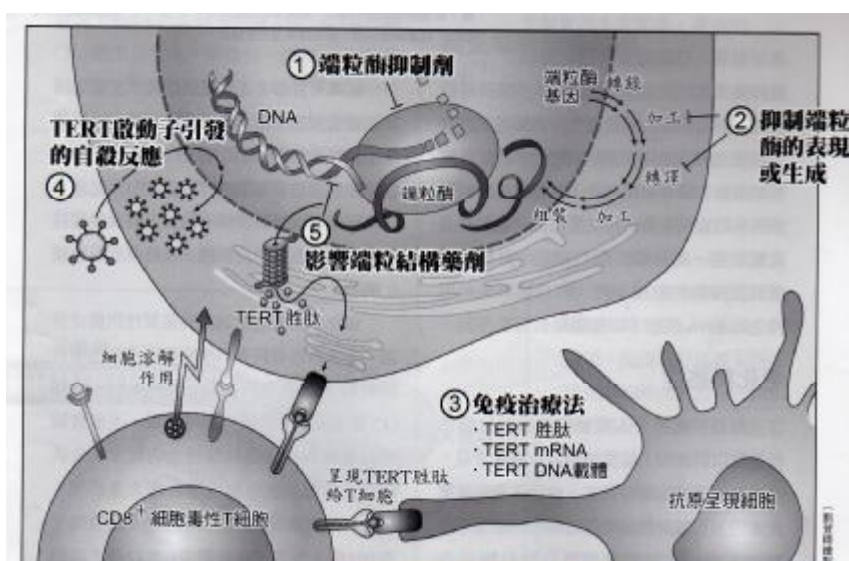 ①端粒酶抑制劑
DNA
端粒酶
端粒酶
基因
轉錄
加工
轉譯
加工
組裝
②抑制端粒
酶的表現
或生成
TERT啟動子引發
的自殺反應
④
⑤
影響端粒結構藥劑
TERT 胜肽
細胞溶解
作用
③免疫治療法
·TERT 胜肽
·TERT mRNA
·TERT DNA載體
呈現TERT胜肽
給T細胞
CD8+ 細胞毒性T細胞
抗原呈現細胞